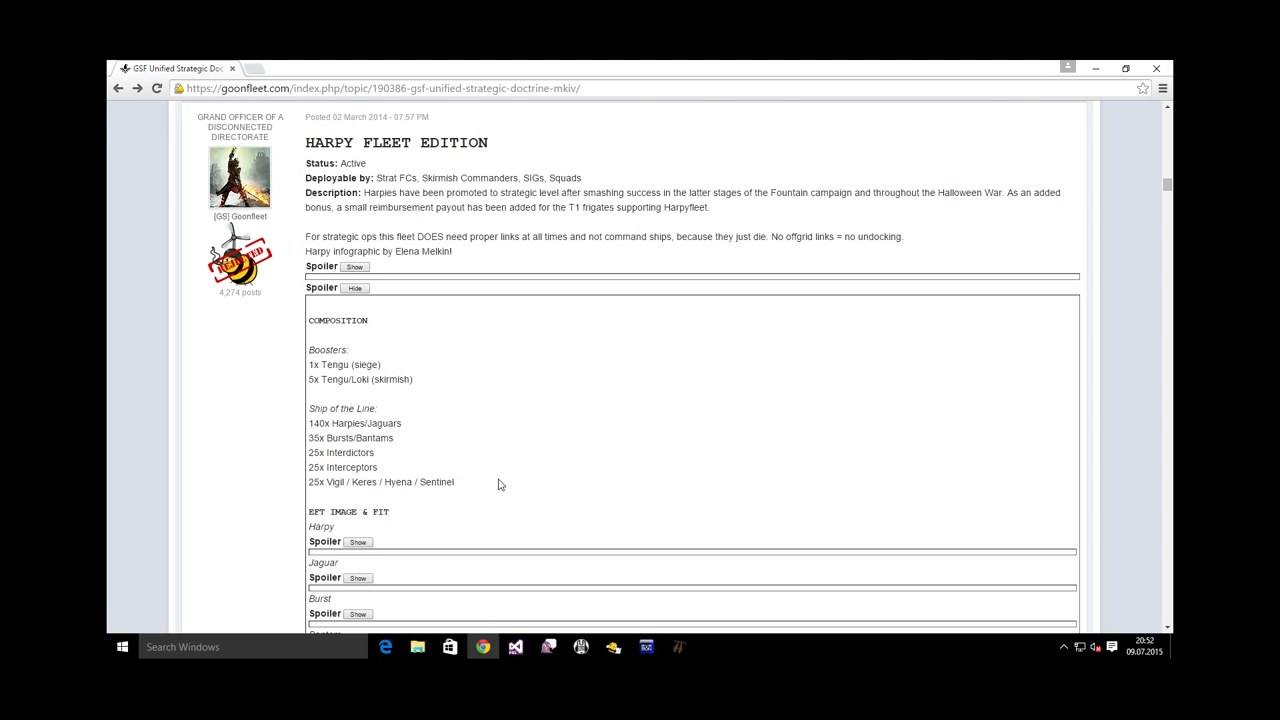 GSF Unified Strategic Doc
https://goonfleet.com/index.php/topic/190386-gsf-unified-strategic-doctrine-mkiv/
GRAND OFFICER OF A
DISCONNECTED
DIRECTORATE
[GS] Goonfleet
4,274 posts
Posted 02 March 2014 - 07:57 PM
HARPY FLEET EDITION
Status: Active
Deployable by: Strat FCs, Skirmish Commanders, SIGs, Squads
Description: Harpies have been promoted to strategic level after smashing success in the latter stages of the Fountain campaign and throughout the Halloween War. As an added
bonus, a small reimbursement payout has been added for the T1 frigates supporting Harpyfleet.
For strategic ops this fleet DOES need proper links at all times and not command ships, because they just die. No offgrid links = no undocking.
Harpy infographic by Elena Melkin!
Spoiler Show
Spoiler Hide
COMPOSITION
Boosters:
1x Tengu (siege)
5x Tengu/Loki (skirmish)
Ship of the Line:
140x Harpies/Jaguars
35x Bursts/Bantams
25x Interdictors
25x Interceptors
25x Vigil / Keres / Hyena / Sentinel
EFT IMAGE & FIT
Harpy
Spoiler Show
Jaguar
Spoiler Show
Burst
Spoiler Show
Search Windows
20:52
09.07.2015